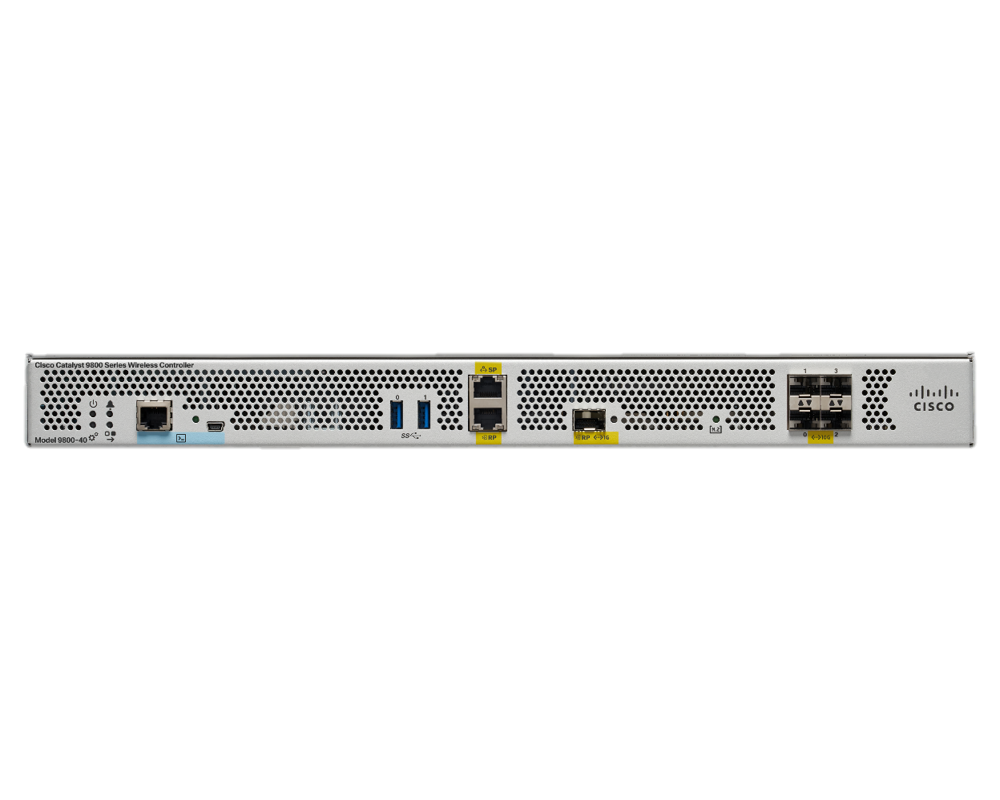 Cisco Catalyst 9800 Series Wireless Controller
Model 9800-40
0
1
SS
SP
RP
RP
1G
M.2
1
3
0
10G
2
CISCO